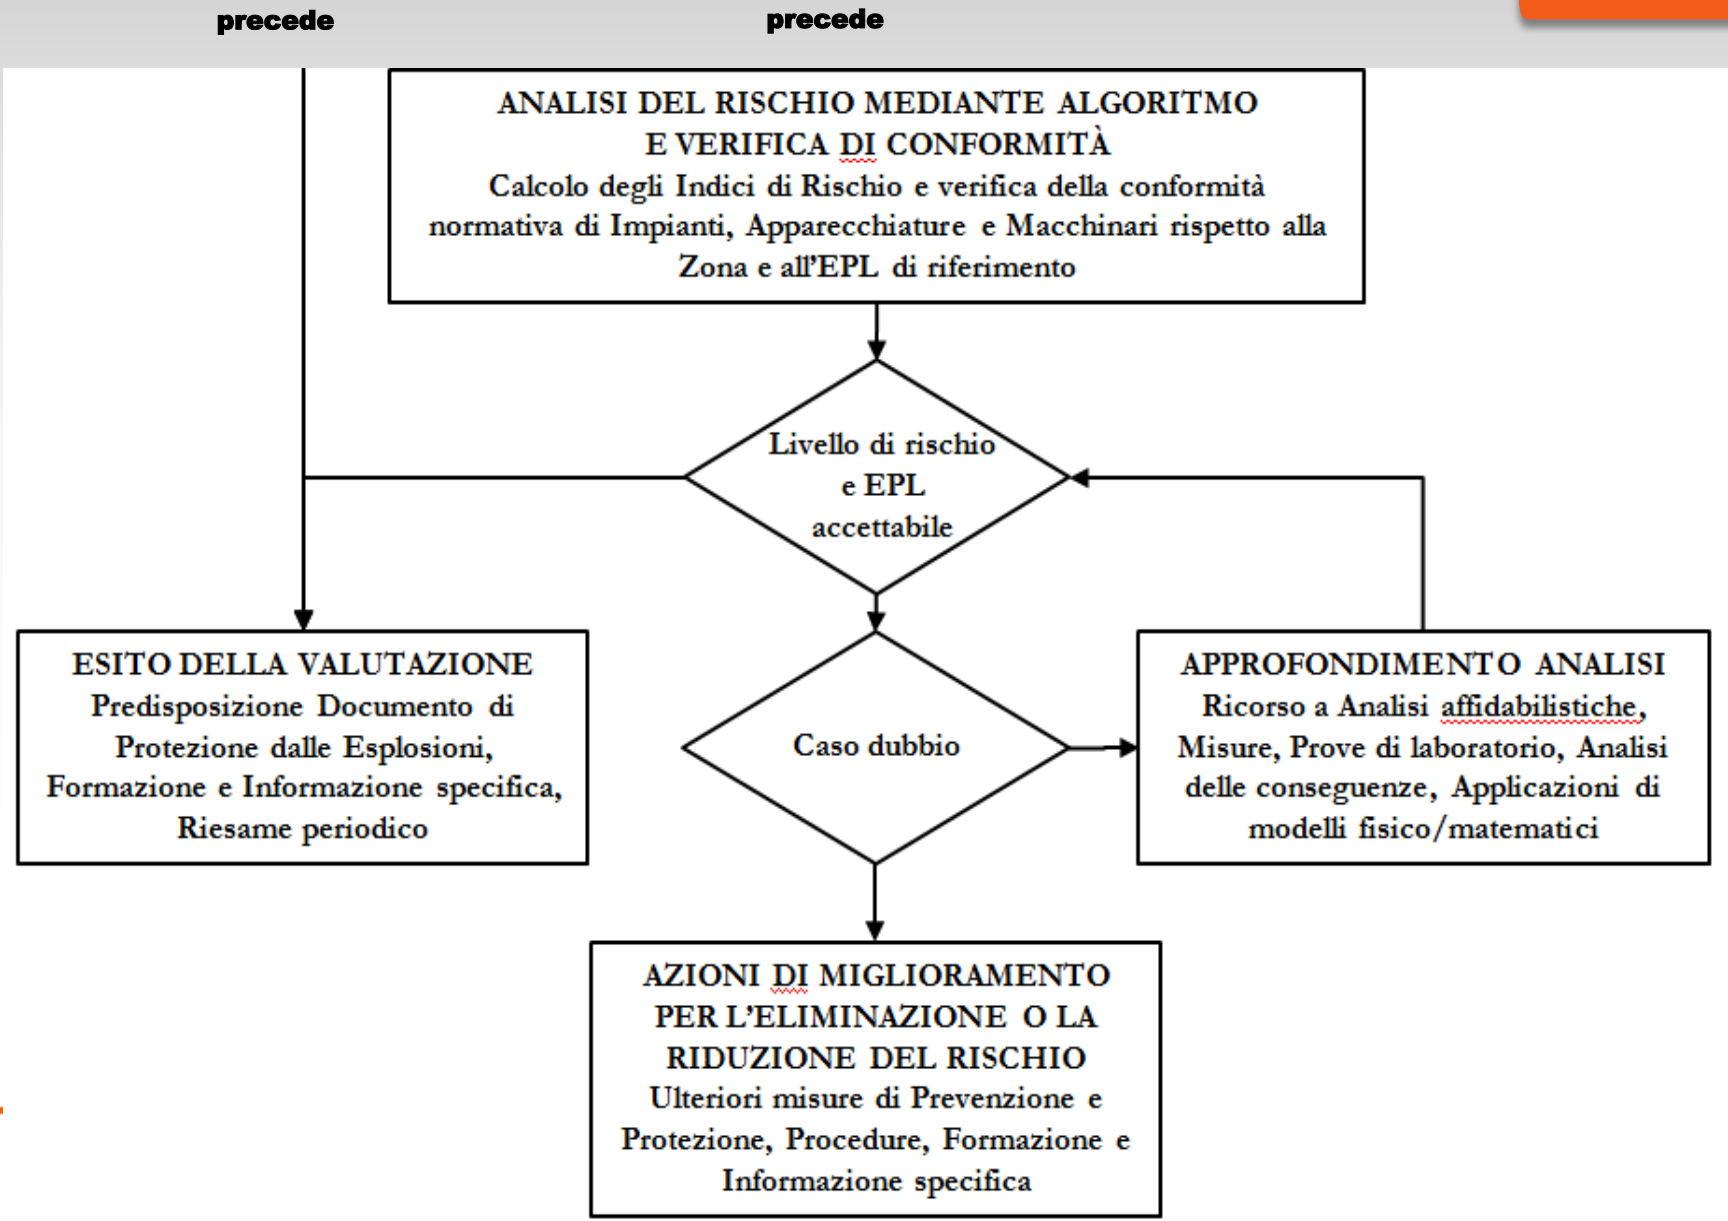 precede
precede
ANALISI DEL RISCHIO MEDIANTE ALGORITMO
E VERIFICA DI CONFORMITÀ
Calcolo degli Indici di Rischio e verifica della conformità
normativa di Impianti, Apparecchiature e Macchinari rispetto alla
Zona e all'EPL di riferimento
Livello di rischio
e EPL
accettabile
ESITO DELLA VALUTAZIONE
Predisposizione Documento di
Protezione dalle Esplosioni,
Formazione e Informazione specifica,
Riesame periodico
Caso dubbio
APPROFONDIMENTO ANALISI
Ricorso a Analisi affidabilistiche,
Misure, Prove di laboratorio, Analisi
delle conseguenze, Applicazioni di
modelli fisico/matematici
AZIONI DI MIGLIORAMENTO
PER L'ELIMINAZIONE O LA
RIDUZIONE DEL RISCHIO
Ulteriori misure di Prevenzione e
Protezione, Procedure, Formazione e
Informazione specifica